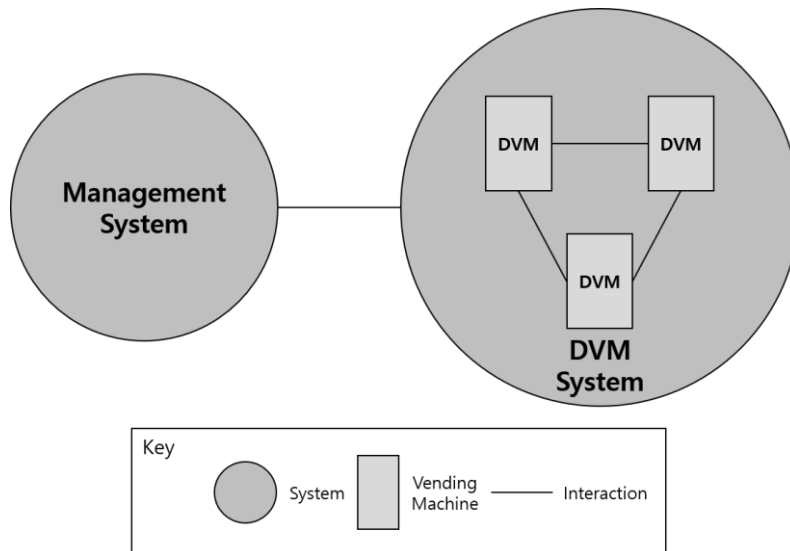 Management
System
DVM
DVM
DVM
DVM
System
Key
System
Vending
Machine
Interaction